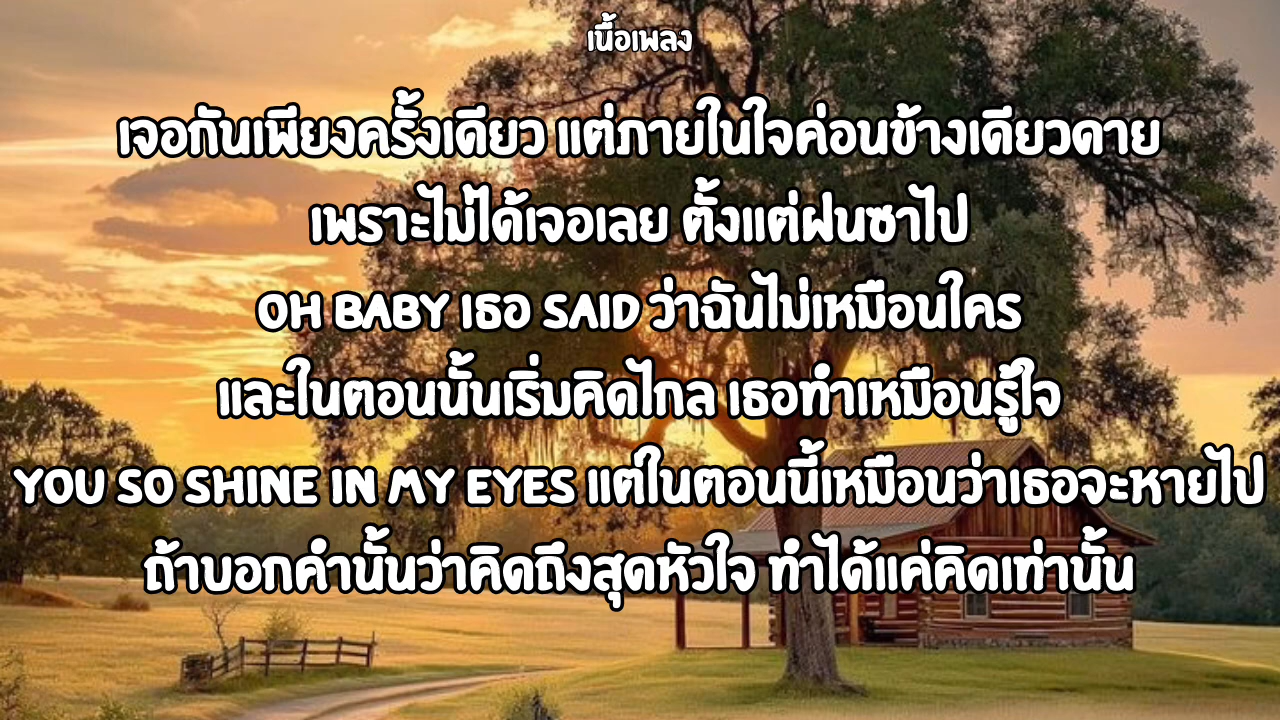 เนื้อเพลง
เจอกันเพียงครั้งเดียว แต่ภายในใจค่อนข้างเดียวดาย
เพราะไม่ได้เจอเลย ตั้งแต่ฝนซาไป
OH BABY เธอ SAID ว่าฉันไม่เหมือนใคร
และในตอนนั้นเริ่มคิดไกล เธอทำเหมือนรู้ใจ
YOU SO SHINE IN MY EYES แต่ในตอนนี้เหมือนว่าเธอจะหายไป
ถ้าบอกคำนั้นว่าคิดถึงสุดหัวใจ ทำได้แค่คิดเท่านั้น